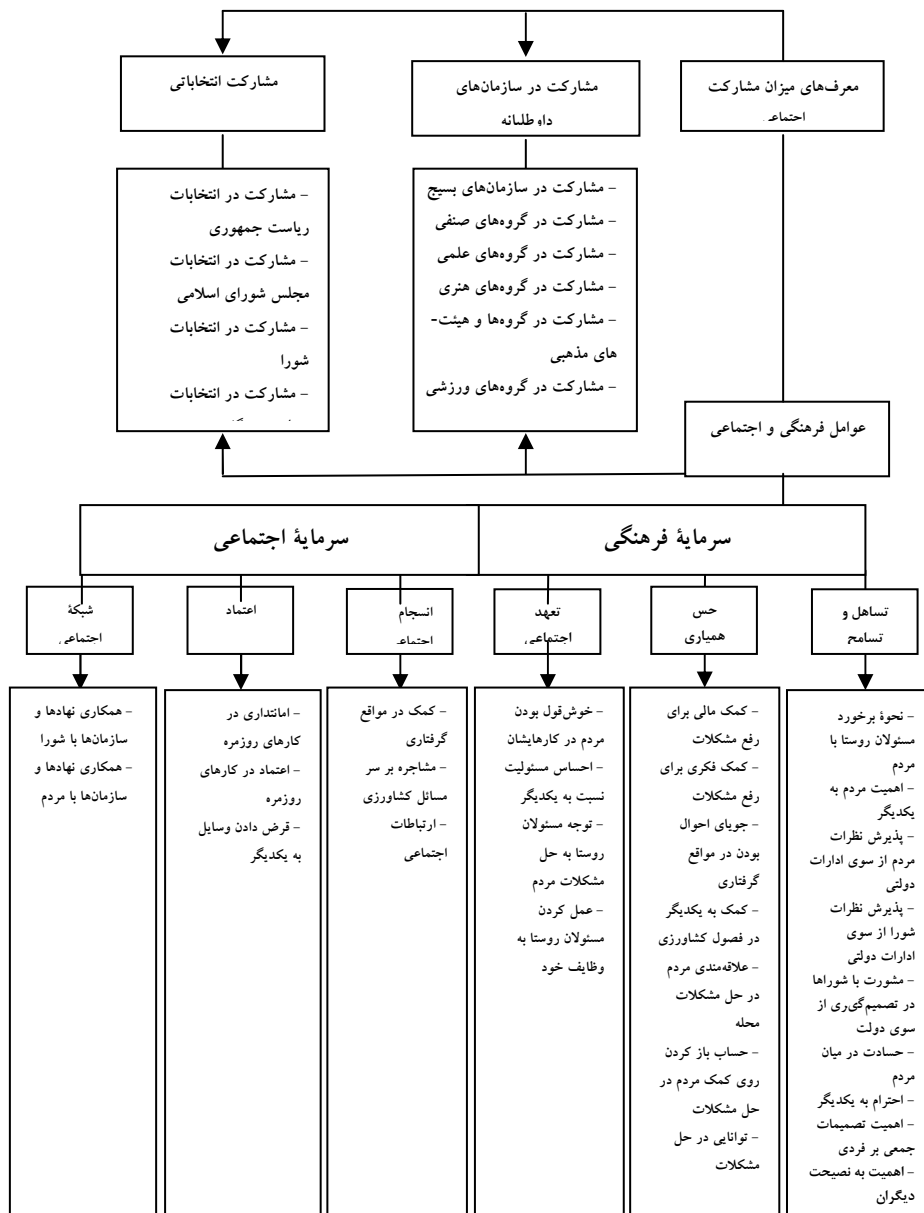 معرف‌های میزان مشارکت
اجتماعی
مشارکت در سازمان‌های
داوطلبانه
مشارکت انتخاباتی
- مشارکت در سازمان‌های بسیج
- مشارکت در گروه‌های صنفی
- مشارکت در گروه‌های علمی
- مشارکت در گروه‌های هنری
- مشارکت در گروه‌ها و هیئت-
های مذهبی
- مشارکت در گروه‌های ورزشی
- مشارکت در انتخابات
ریاست جمهوری
- مشارکت در انتخابات
مجلس شورای اسلامی
- مشارکت در انتخابات
شورا
- مشارکت در انتخابات
عوامل فرهنگی و اجتماعی
سرمایۀ فرهنگی
سرمایۀ اجتماعی
تساهل و
تسامح
حس
همیاری
تعهد
اجتماعی
انسجام
اجتماعی
اعتماد
شبکۀ
اجتماعی
- نحوۀ برخورد
مسئولان روستا با
مردم
- اهمیت مردم به
یکدیگر
- پذیرش نظرات
مردم از سوی ادارات
دولتی
- پذیرش نظرات
شورا از سوی
ادارات دولتی
- مشورت با شوراها
در تصمیم‌گیری از
سوی دولت
- حسادت در میان
مردم
- احترام به یکدیگر
- اهمیت تصمیمات
جمعی بر فردی
- اهمیت به نصیحت
دیگران
- کمک مالی برای
رفع مشکلات
- کمک فکری برای
رفع مشکلات
- جویای احوال
بودن در مواقع
گرفتاری
- کمک به یکدیگر
در فصول کشاورزی
- علاقه‌مندی مردم
در حل مشکلات
محله
- حساب باز کردن
روی کمک مردم در
حل مشکلات
- توانایی در حل
مشکلات
- خوش‌قول بودن
مردم در کارهایشان
- احساس مسئولیت
نسبت به یکدیگر
- توجه مسئولان
روستا به حل
مشکلات مردم
- عمل کردن
مسئولان روستا به
وظایف خود
- کمک در مواقع
گرفتاری
- مشاجره بر سر
مسائل کشاورزی
- ارتباطات
اجتماعی
- امانتداری در
کارهای روزمره
- اعتماد در کارهای
روزمره
- قرض دادن وسایل
به یکدیگر
- همکاری نهادها و
سازمان‌ها با شورا
- همکاری نهادها و
سازمان‌ها با مردم